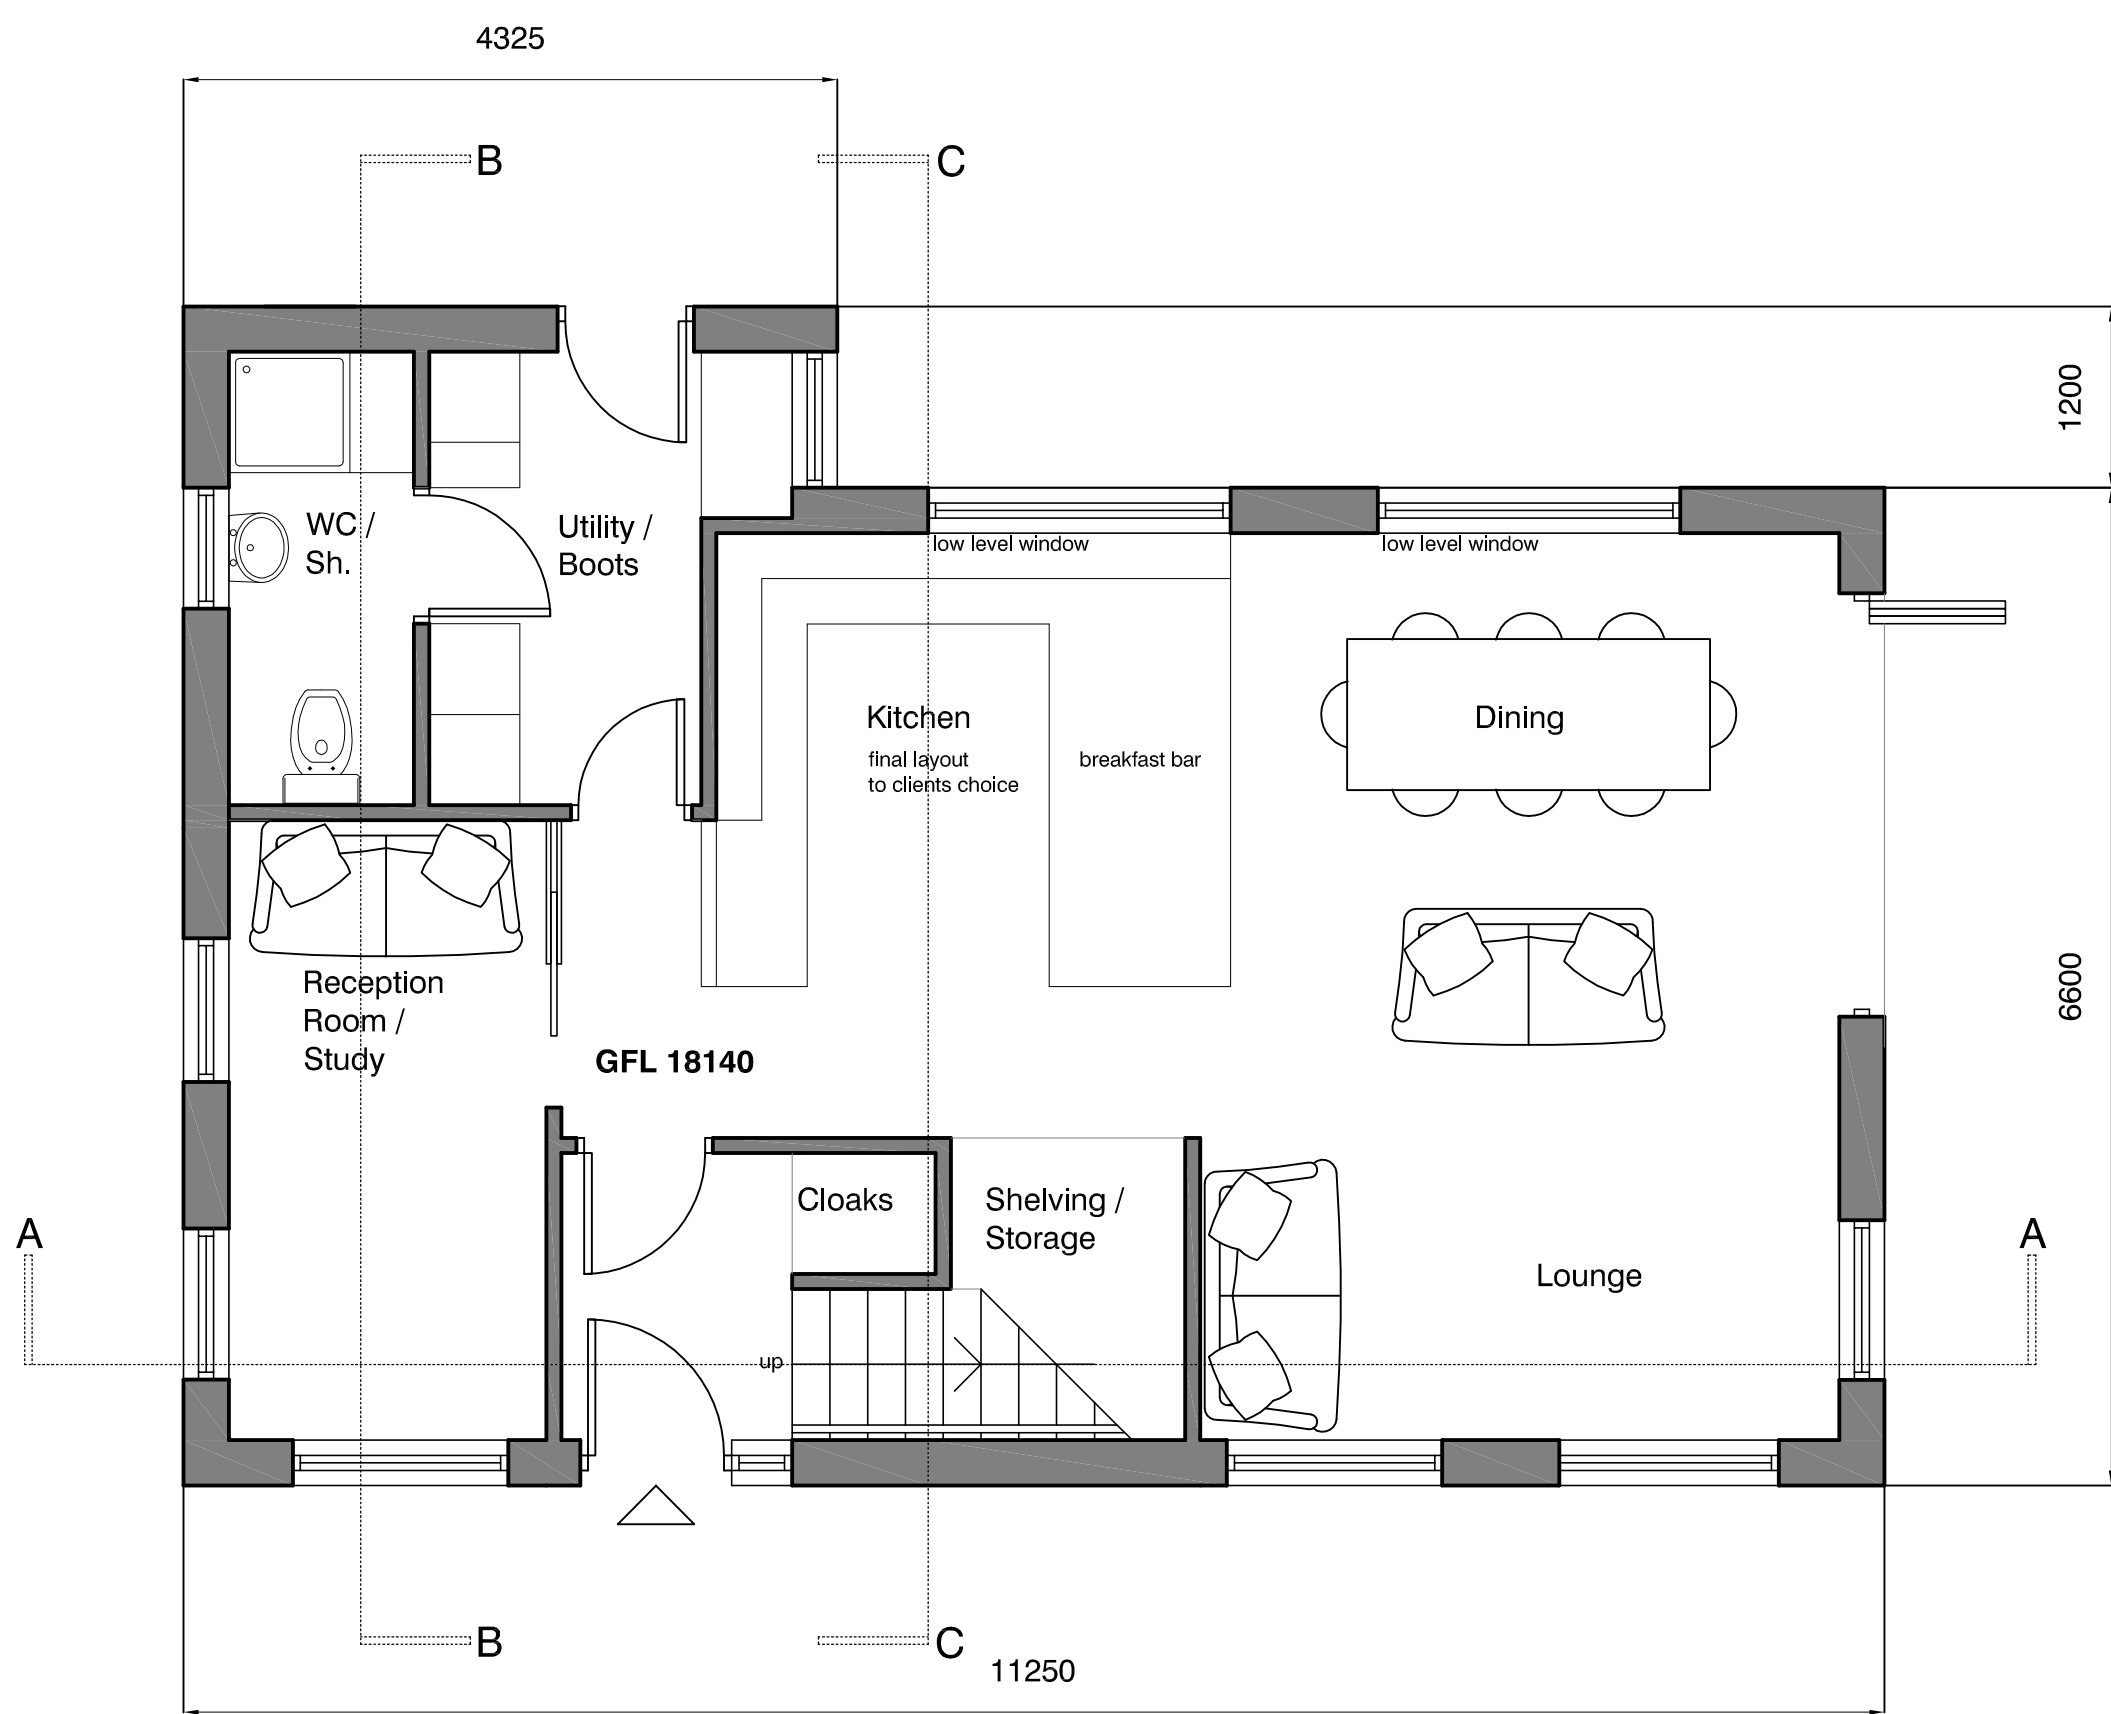 4325
B
C
1200
WC /
Sh.
Utility /
Boots
low level window
low level window
Kitchen
final layout
to clients choice
breakfast bar
Dining
6600
Reception
Room /
Study
GFL 18140
Cloaks
Shelving /
Storage
A
A
Lounge
up
B
C
11250